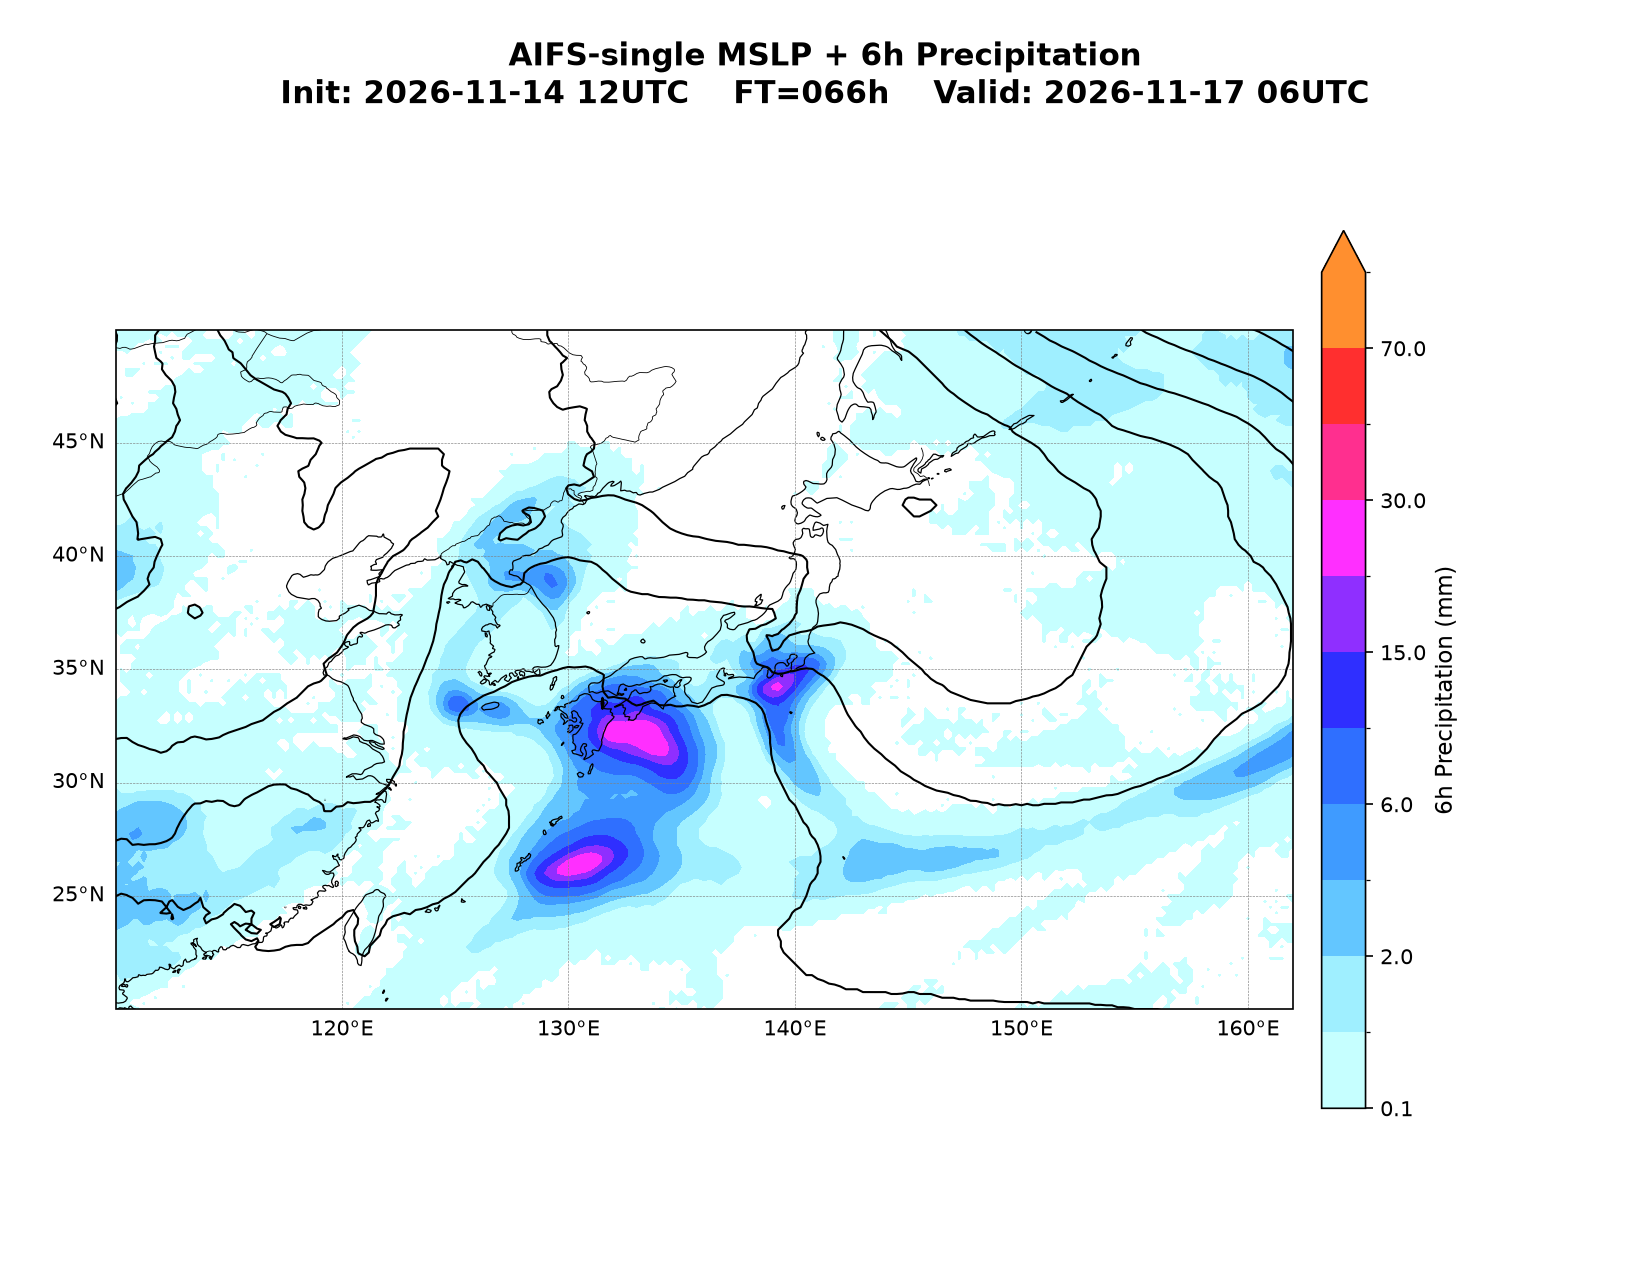 AIFS-single MSLP + 6h Precipitation
Init: 2026-11-14 12UTC    FT=066h    Valid: 2026-11-17 06UTC
45°N
40°N
35°N
30°N
25°N
120°E
130°E
140°E
150°E
160°E
70.0
30.0
15.0
6.0
2.0
0.1
6h Precipitation (mm)